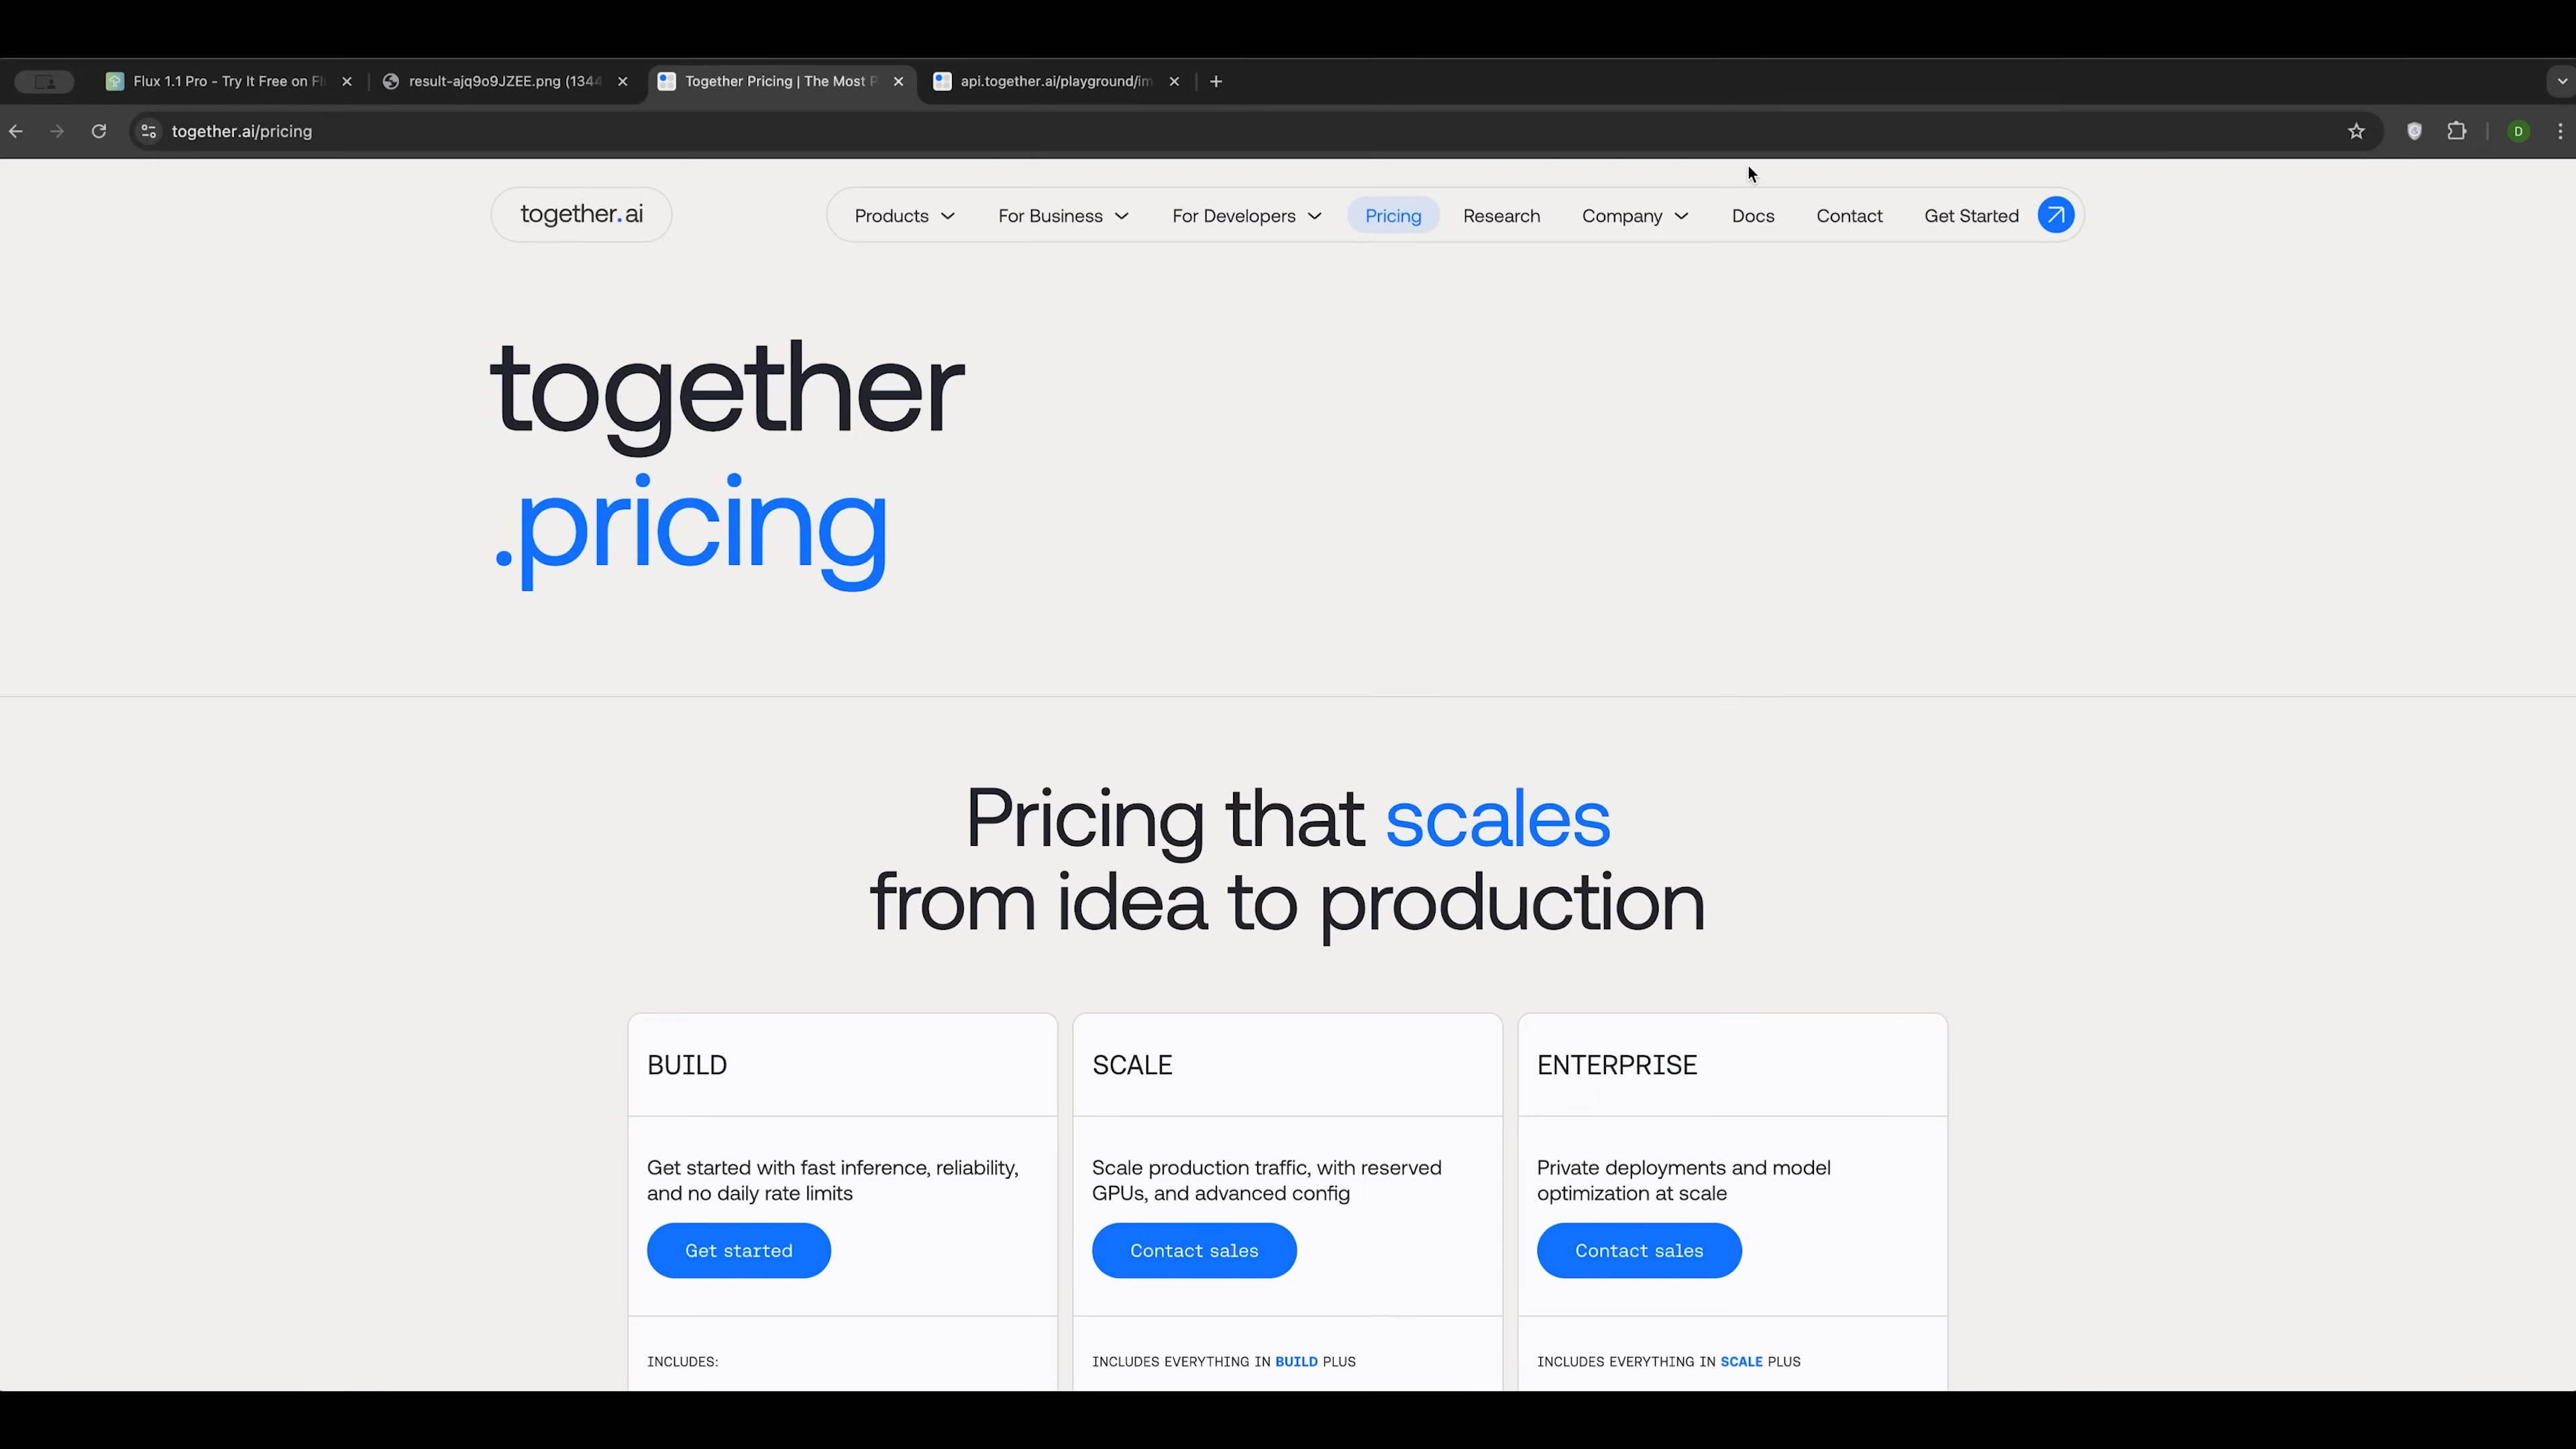 Flux 1.1 Pro - Try It Free on Fl
result-ajq9o9JZEE.png (1344
Together Pricing | The Most P
api.together.ai/playground/im
together.ai/pricing
D
together.ai
Products
For Business
For Developers
Pricing
Research
Company
Docs
Contact
Get Started
together
.pricing
Pricing that scales
from idea to production
BUILD
Get started with fast inference, reliability,
and no daily rate limits
Get started
INCLUDES:
SCALE
Scale production traffic, with reserved
GPUs, and advanced config
Contact sales
INCLUDES EVERYTHING IN BUILD PLUS
ENTERPRISE
Private deployments and model
optimization at scale
Contact sales
INCLUDES EVERYTHING IN SCALE PLUS